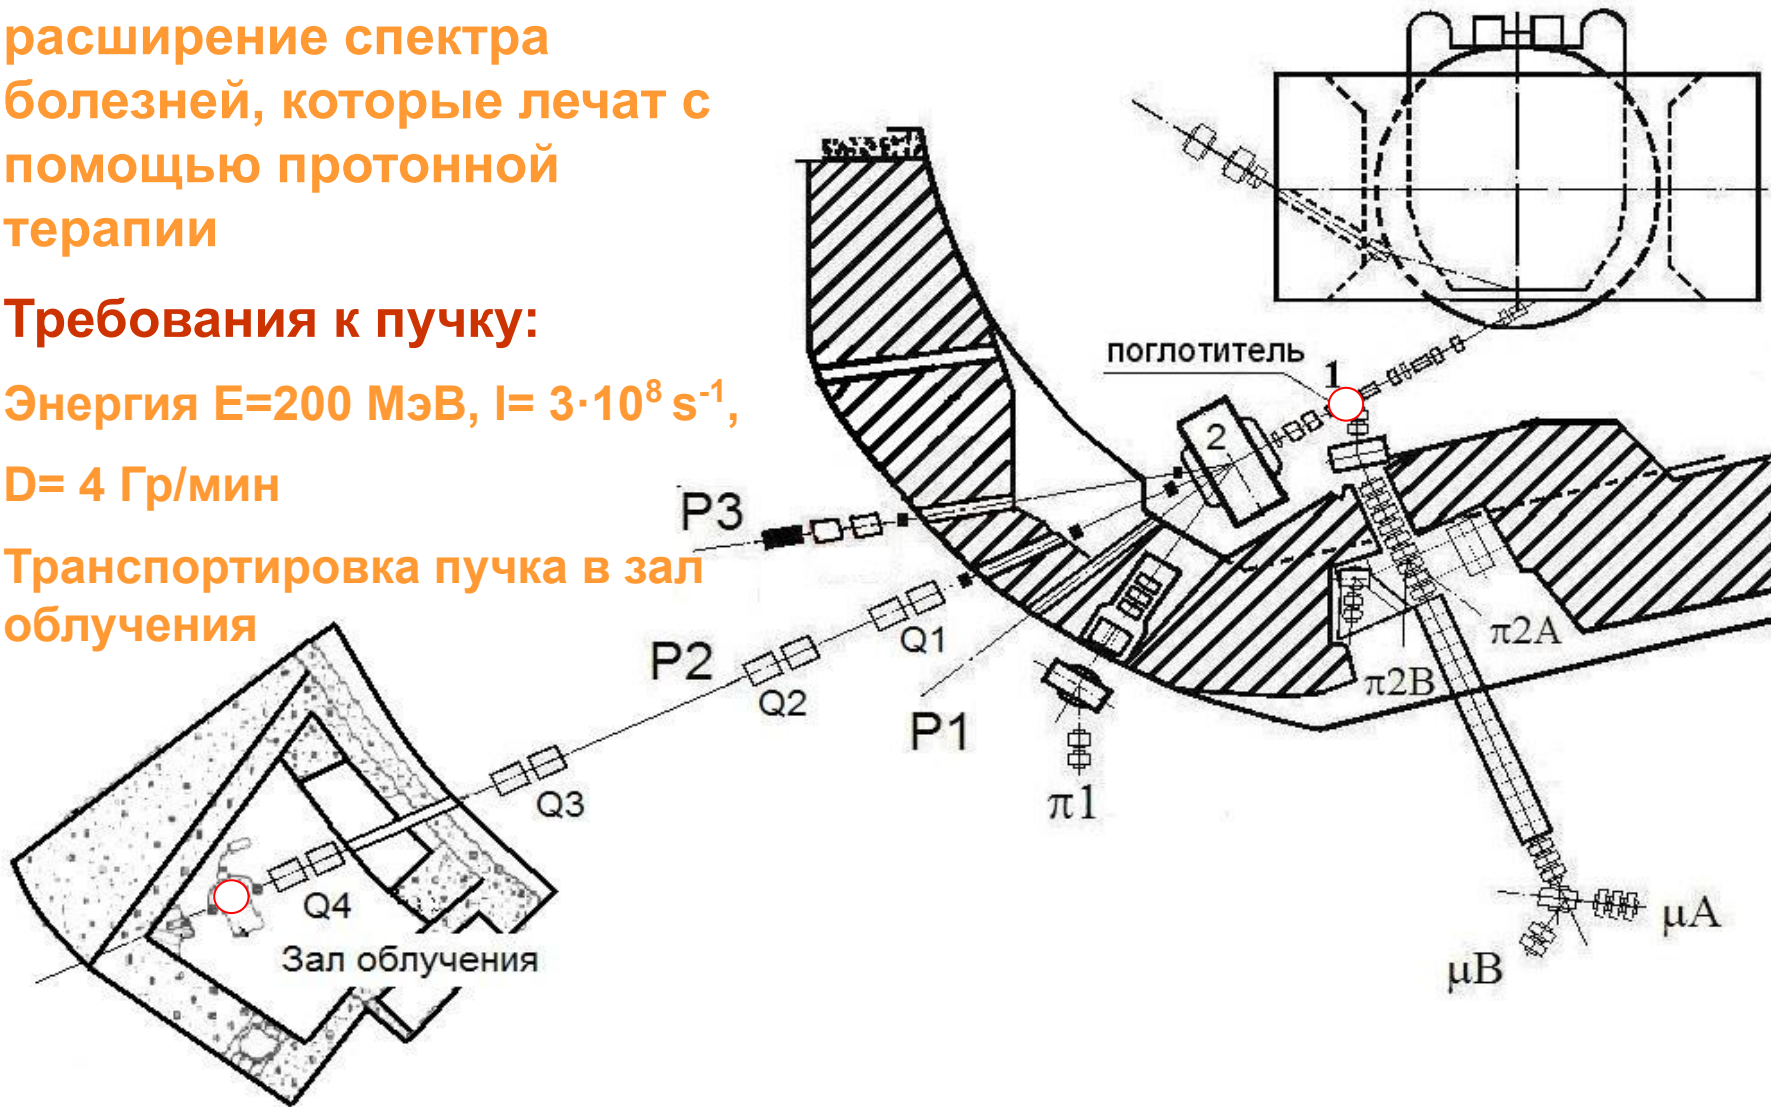 расширение спектра
болезней, которые лечат с
помощью протонной
терапии
Требования к пучку:
Энергия E=200 МэВ, I= 3·10⁸ s⁻¹,
D= 4 Гр/мин
Транспортировка пучка в зал
облучения
поглотитель
1
2
P3
P2
P1
Q1
Q2
Q3
Q4
π1
π2A
π2B
μA
μB
Зал облучения